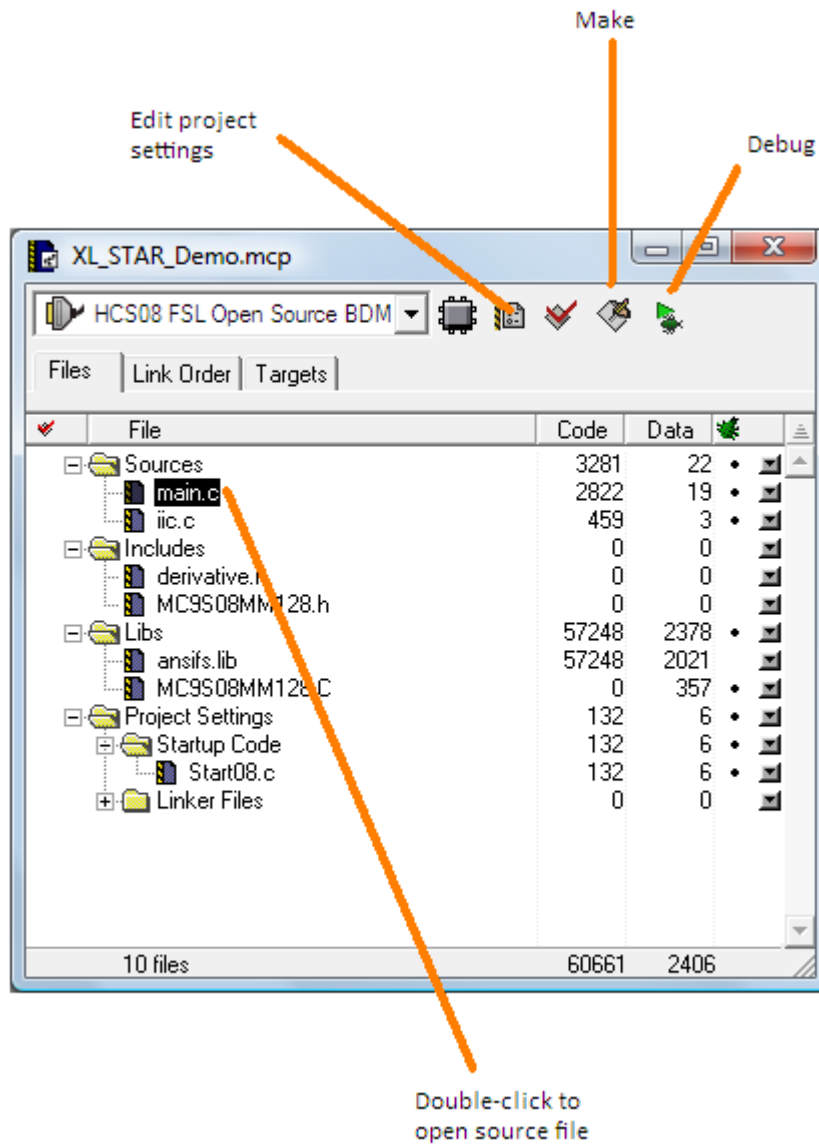 Make
Edit project
settings
Debug
XL_STAR_Demo.mcp
HCS08 FSL Open Source BDM
Files Link Order Targets
File Code Data
Sources 3281 22
main.c 2822 19
iic.c 459 3
Includes 0 0
derivative. 0 0
MC9S08MM128.h 0 0
Libs 57248 2378
ansifs.lib 57248 2021
MC9S08MM128.C 0 357
Project Settings 132 6
Startup Code 132 6
Start08.c 132 6
Linker Files 0 0
10 files 60661 2406
Double-click to
open source file